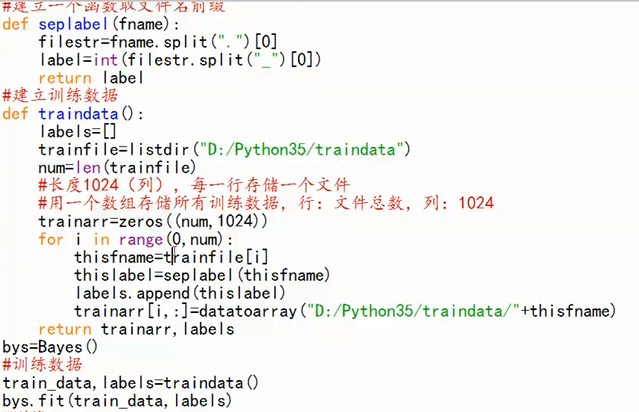 #建立一个函数取文件名前缀
def seplabel(fname):
    filestr=fname.split(".")[0]
    label=int(filestr.split("_")[0])
    return label
#建立训练数据
def traindata():
    labels=[]
    trainfile=listdir("D:/Python35/traindata")
    num=len(trainfile)
    #长度1024（列），每一行存储一个文件
    #用一个数组存储所有训练数据，行：文件总数，列：1024
    trainarr=zeros((num,1024))
    for i in range(0,num):
        thisfname=trainfile[i]
        thislabel=seplabel(thisfname)
        labels.append(thislabel)
        trainarr[i,:]=datatoarray("D:/Python35/traindata/"+thisfname)
    return trainarr,labels
bys=Bayes()
#训练数据
train_data,labels=traindata()
bys.fit(train_data,labels)